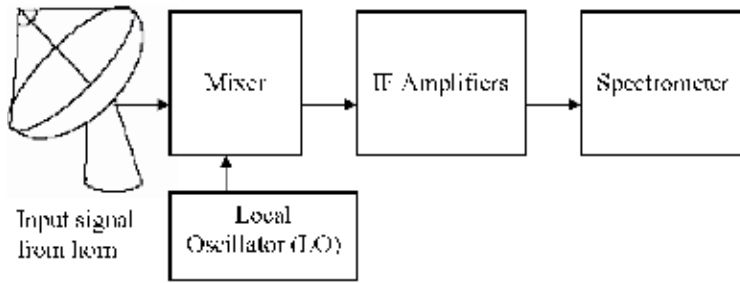 Mixer
IF Amplifiers
Spectrometer
Input signal
from horn
Local
Oscillator (LO)